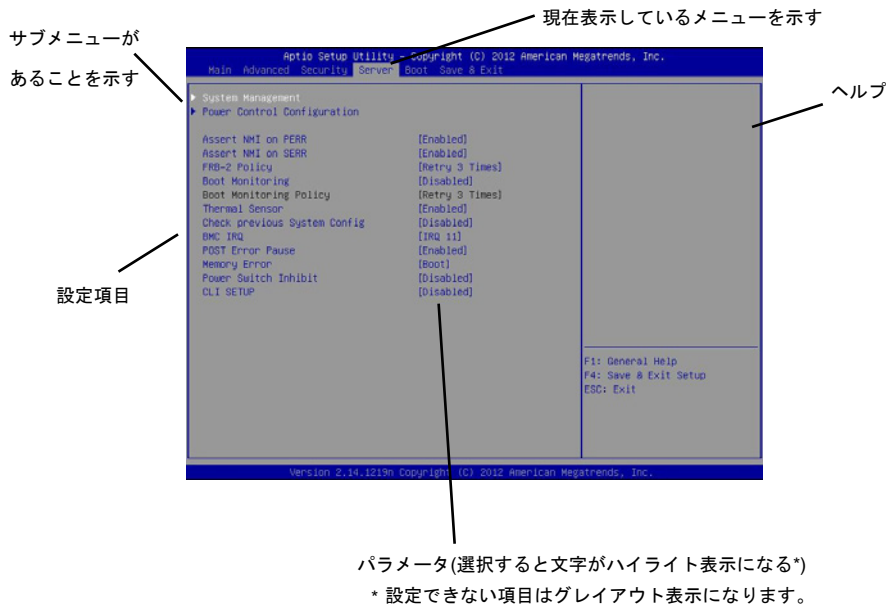 現在表示しているメニューを示す
サブメニューが
あることを示す
Aptio Setup Utility - Copyright (C) 2012 American Megatrends, Inc.
Main Advanced Security Server Boot Save & Exit
ヘルプ
System Management
Power Control Configuration
Assert NMI on PERR [Enabled]
Assert NMI on SERR [Enabled]
FRB-2 Policy [Retry 3 Times]
Boot Monitoring [Disabled]
Boot Monitoring Policy [Retry 3 Times]
Thermal Sensor [Enabled]
Check previous System Config [Disabled]
BMC IRQ [IRQ 11]
POST Error Pause [Enabled]
Memory Error [Boot]
Power Switch Inhibit [Disabled]
CLI SETUP [Disabled]
設定項目
F1: General Help
F4: Save & Exit Setup
ESC: Exit
Version 2.14.1219n Copyright (C) 2012 American Megatrends, Inc.
パラメータ(選択すると文字がハイライト表示になる*)
* 設定できない項目はグレイアウト表示になります。